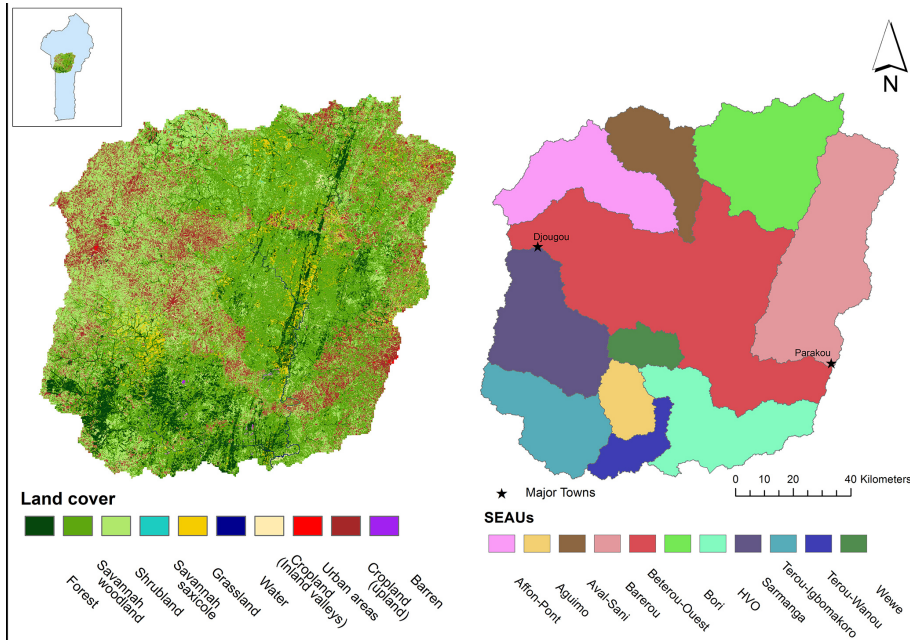 N
Djougou
Parakou
0 10 20 40 Kilometers
Major Towns
Land cover
Forest
Savannah
woodland
Shrubland
Savannah
saxicole
Grassland
Water
Cropland
(Inland valleys)
Urban areas
Cropland
(upland)
Barren
SEAUs
Affon-Pont
Aguimo
Aval-Sani
Barerou
Beterou-Ouest
Bori
HVO
Sarmanga
Terou-Igbomakoro
Terou-Wanou
Wewe